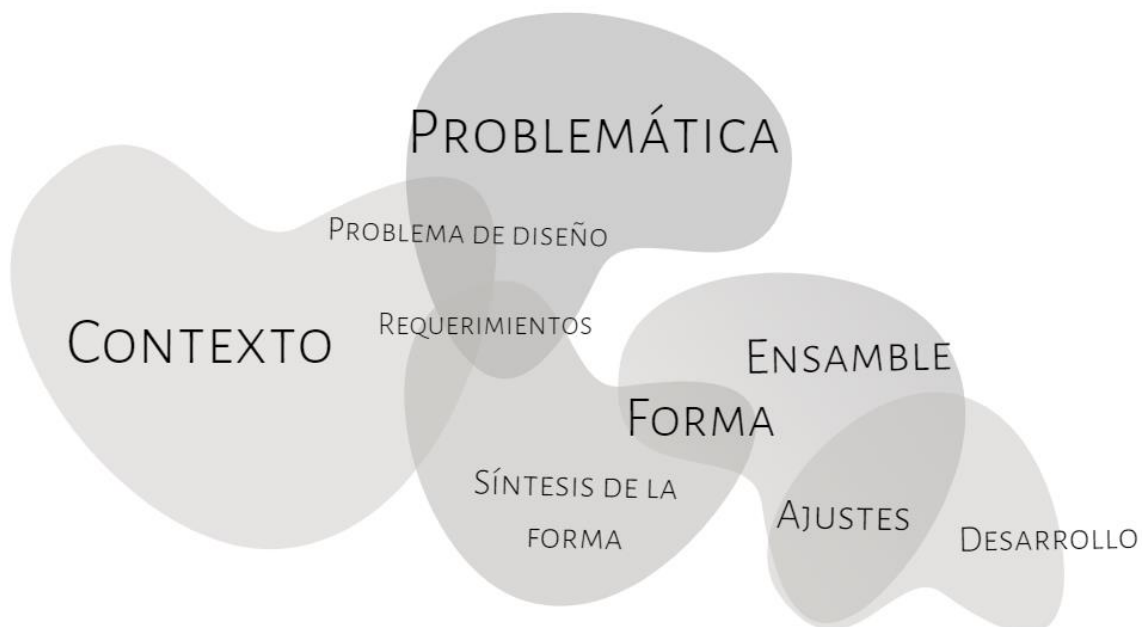 Problemática
Problema de diseño
Contexto
Requerimientos
Ensamble
Forma
Síntesis de la
forma
Ajustes
Desarrollo